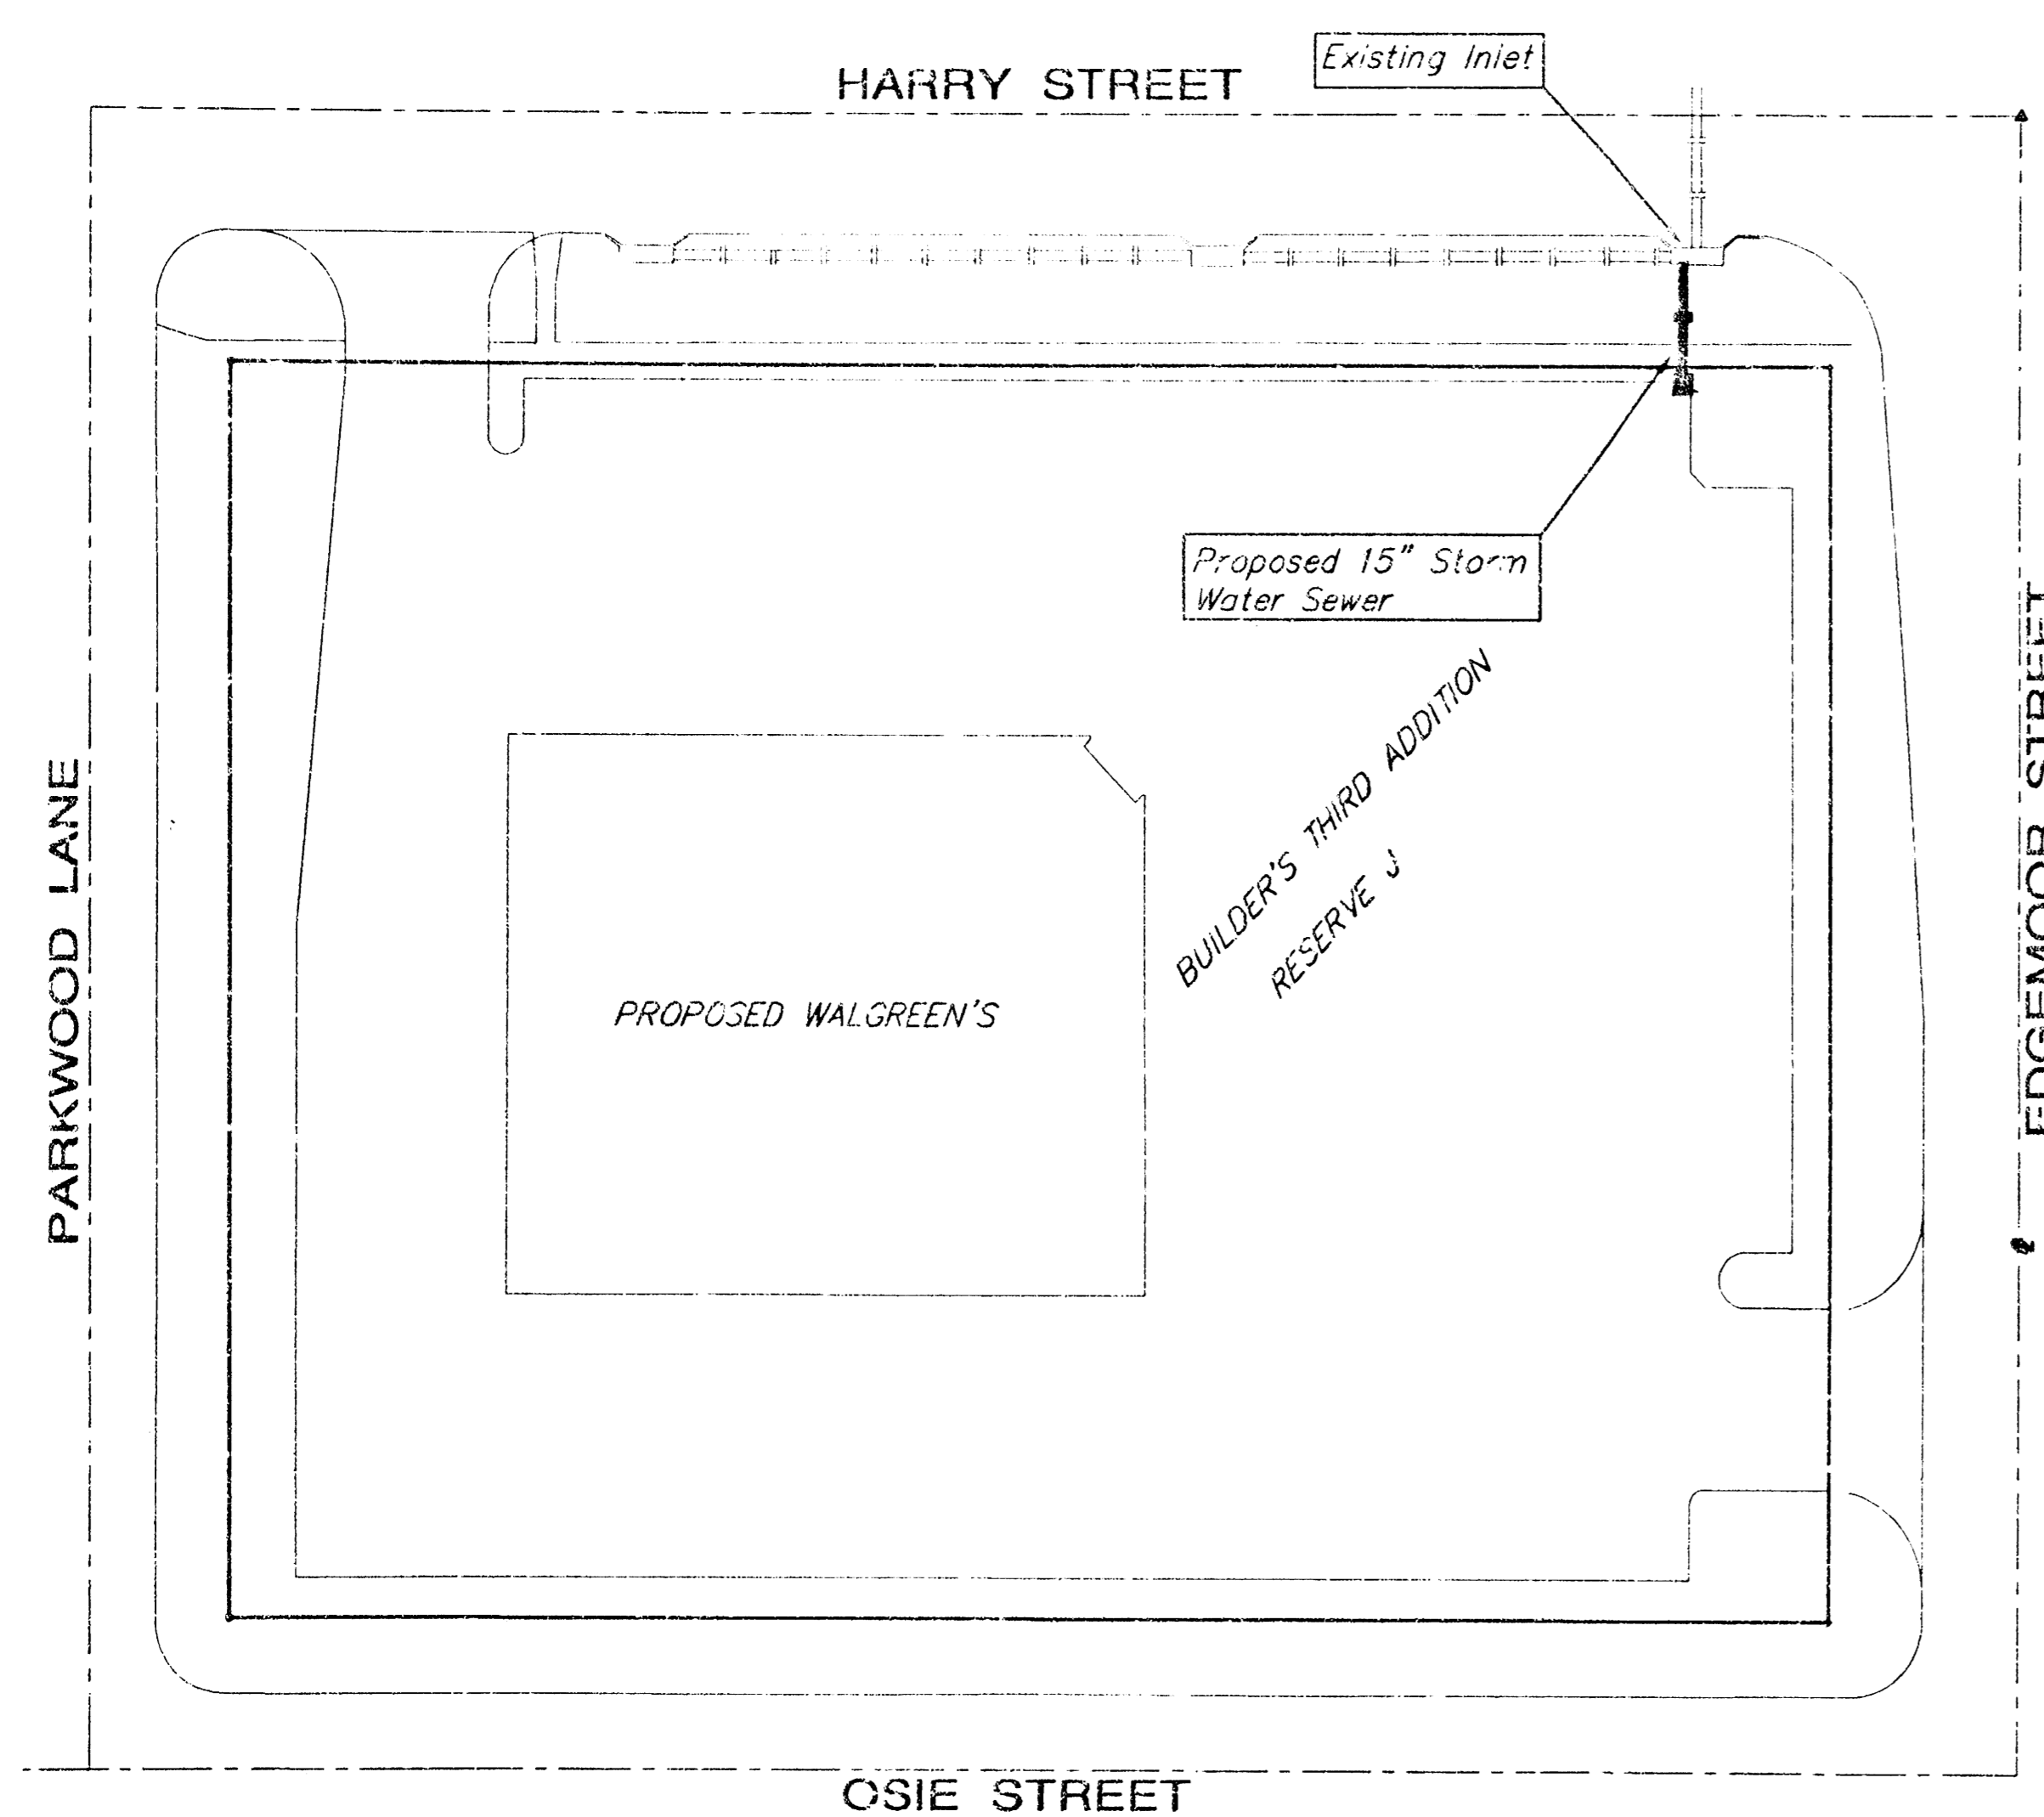 HARRY STREET
Existing Inlet
Proposed 15" Storm
Water Sewer
BUILDER'S THIRD ADDITION
RESERVE J
PROPOSED WALGREEN'S
PARKWOOD LANE
EDGEMOOR STREET
OSIE STREET